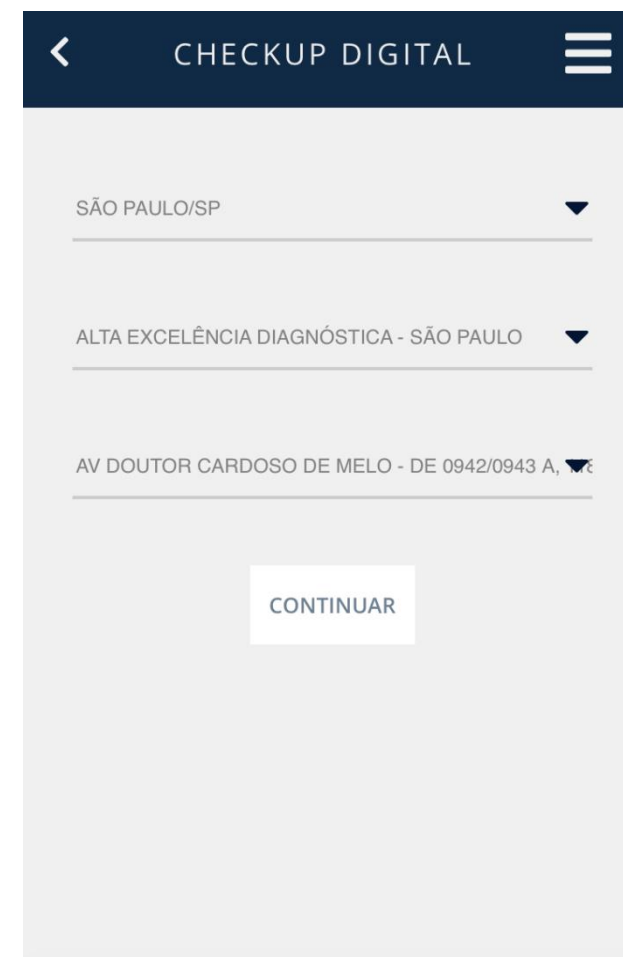 CHECKUP DIGITAL
SÃO PAULO/SP
ALTA EXCELÊNCIA DIAGNÓSTICA - SÃO PAULO
AV DOUTOR CARDOSO DE MELO - DE 0942/0943 A,
CONTINUAR